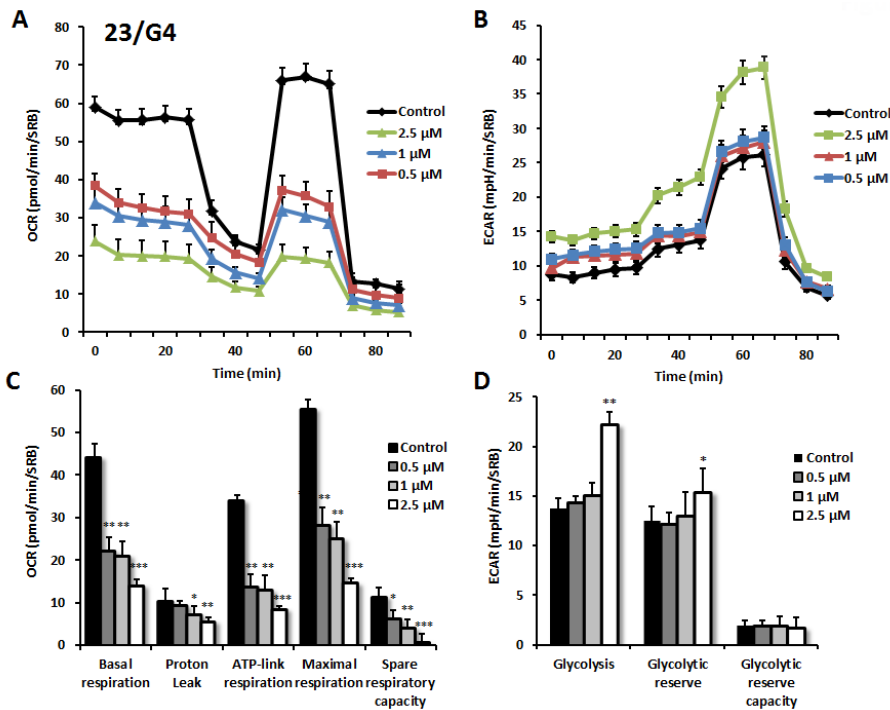 A
23/G4
OCR (pmol/min/SRB)
80
70
60
50
40
30
20
10
0
0 20 40 60 80
Time (min)
Control
2.5 µM
1 µM
0.5 µM
B
ECAR (mpH/min/SRB)
45
40
35
30
25
20
15
10
5
0
0 20 40 60 80
Time (min)
Control
2.5 µM
1 µM
0.5 µM
C
OCR (pmol/min/SRB)
60
50
40
30
20
10
0
Control
0.5 µM
1 µM
2.5 µM
** ** ***
* **
** ** ***
** ** ***
* ** ***
Basal Proton ATP-link Maximal Spare
respiration Leak respiration respiration respiratory
capacity
D
ECAR (mpH/min/SRB)
25
20
15
10
5
0
**
*
Control
0.5 µM
1 µM
2.5 µM
Glycolysis Glycolytic Glycolytic
reserve reserve
capacity